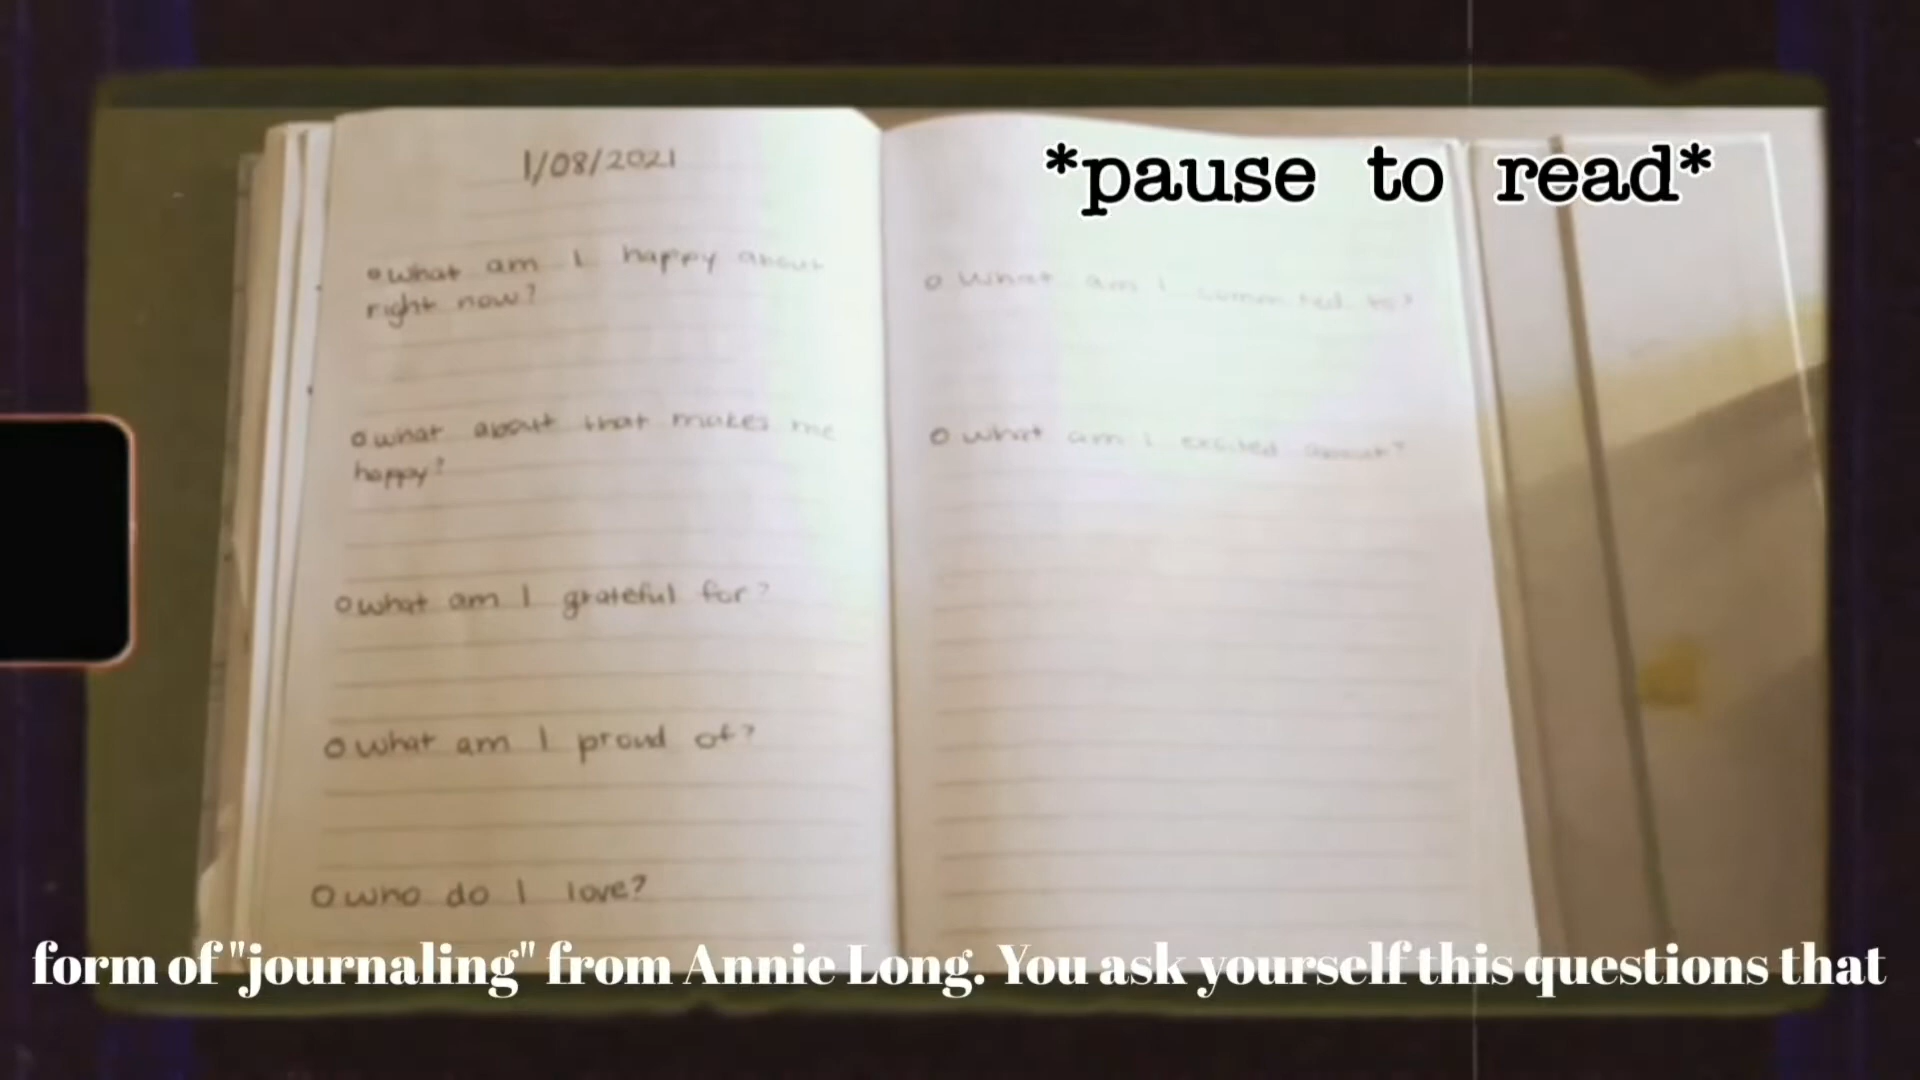 1/08/2021
*pause to read*
o what am I happy about
right now?
o what about that makes me
happy?
o what am I grateful for?
o what am I proud of?
o who do I love?
o What am I committed to?
o what am I excited about?
form of "journaling" from Annie Long. You ask yourself this questions that